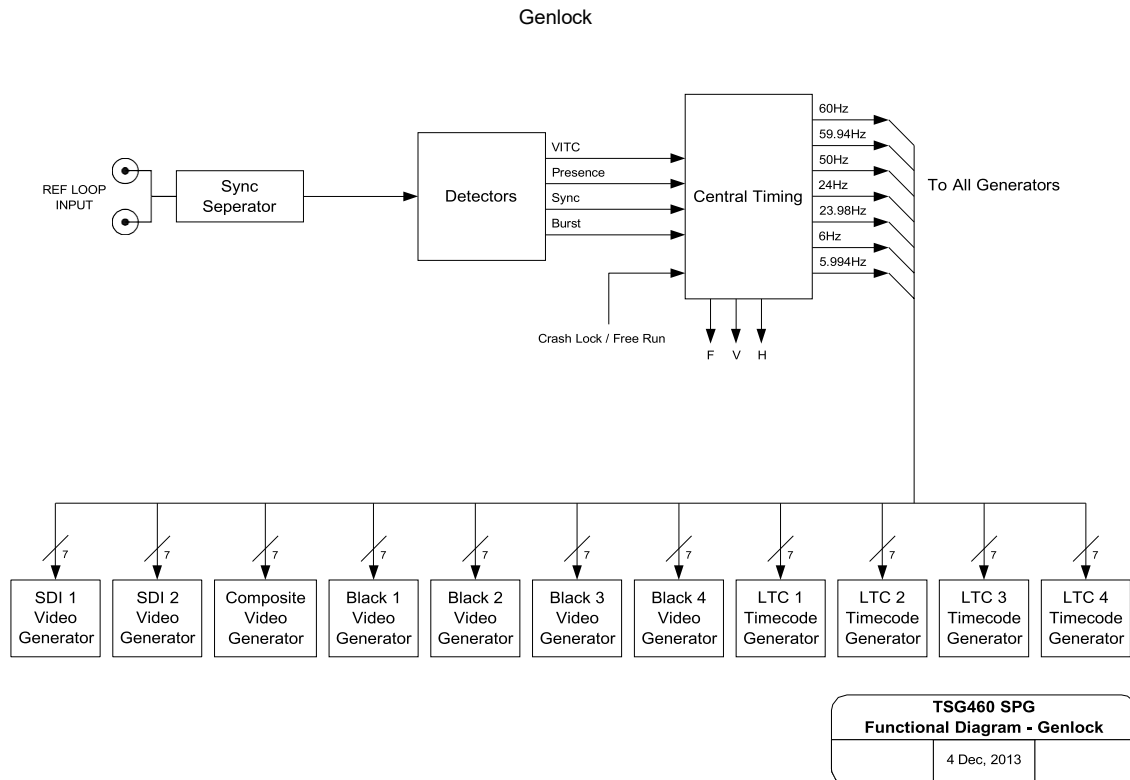 Genlock
REF LOOP
INPUT
Sync
Seperator
Detectors
VITC
Presence
Sync
Burst
Crash Lock / Free Run
Central Timing
F
V
H
60Hz
59.94Hz
50Hz
24Hz
23.98Hz
6Hz
5.994Hz
To All Generators
7
7
7
7
7
7
7
7
7
7
7
SDI 1
Video
Generator
SDI 2
Video
Generator
Composite
Video
Generator
Black 1
Video
Generator
Black 2
Video
Generator
Black 3
Video
Generator
Black 4
Video
Generator
LTC 1
Timecode
Generator
LTC 2
Timecode
Generator
LTC 3
Timecode
Generator
LTC 4
Timecode
Generator
TSG460 SPG
Functional Diagram - Genlock
4 Dec, 2013